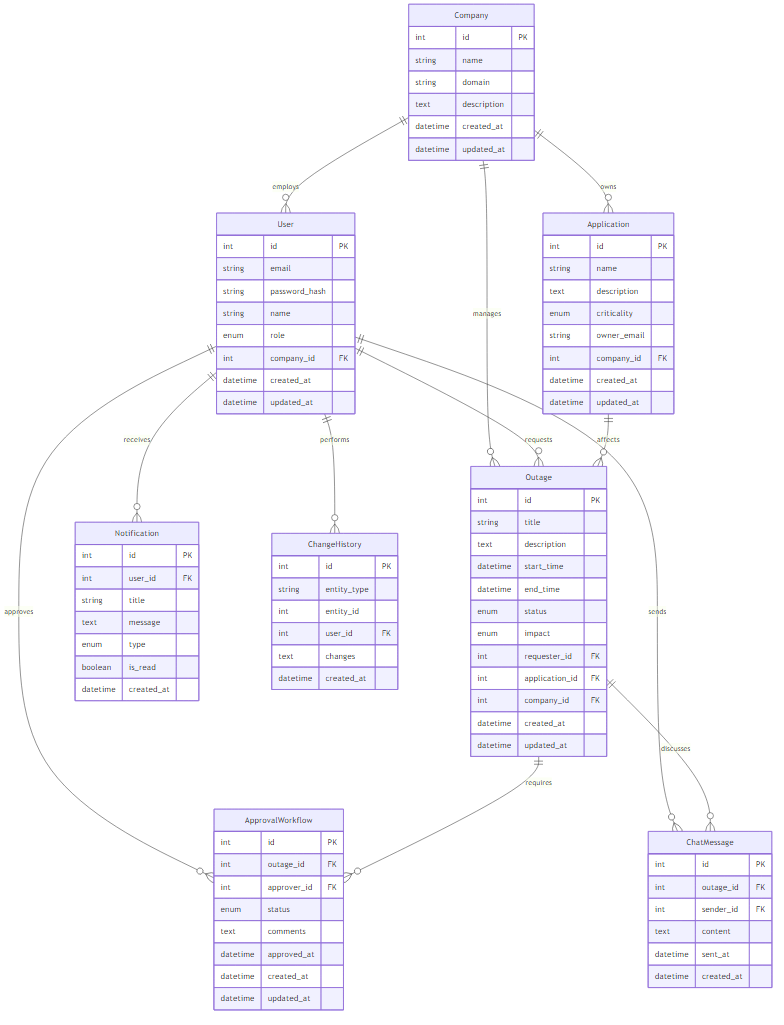 Company
int id PK
string name
string domain
text description
datetime created_at
datetime updated_at
employs
owns
User
int id PK
string email
string password_hash
string name
enum role
int company_id FK
datetime created_at
datetime updated_at
manages
Application
int id PK
string name
text description
enum criticality
string owner_email
int company_id FK
datetime created_at
datetime updated_at
receives
performs
requests
affects
Outage
int id PK
string title
text description
datetime start_time
datetime end_time
enum status
enum impact
int requester_id FK
int application_id FK
int company_id FK
datetime created_at
datetime updated_at
Notification
int id PK
int user_id FK
string title
text message
enum type
boolean is_read
datetime created_at
ChangeHistory
int id PK
string entity_type
int entity_id
int user_id FK
text changes
datetime created_at
approves
sends
discusses
requires
ApprovalWorkflow
int id PK
int outage_id FK
int approver_id FK
enum status
text comments
datetime approved_at
datetime created_at
datetime updated_at
ChatMessage
int id PK
int outage_id FK
int sender_id FK
text content
datetime sent_at
datetime created_at